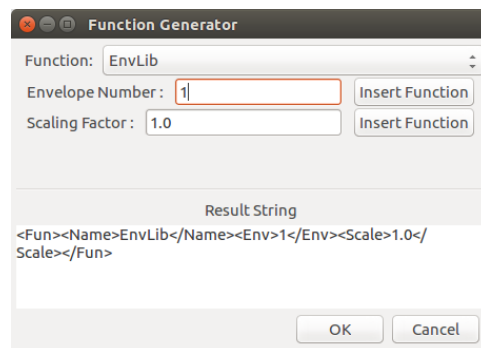 Function Generator
Function: EnvLib
Envelope Number : 1 Insert Function
Scaling Factor : 1.0 Insert Function
Result String
<Fun><Name>EnvLib</Name><Env>1</Env><Scale>1.0</
Scale></Fun>
OK Cancel